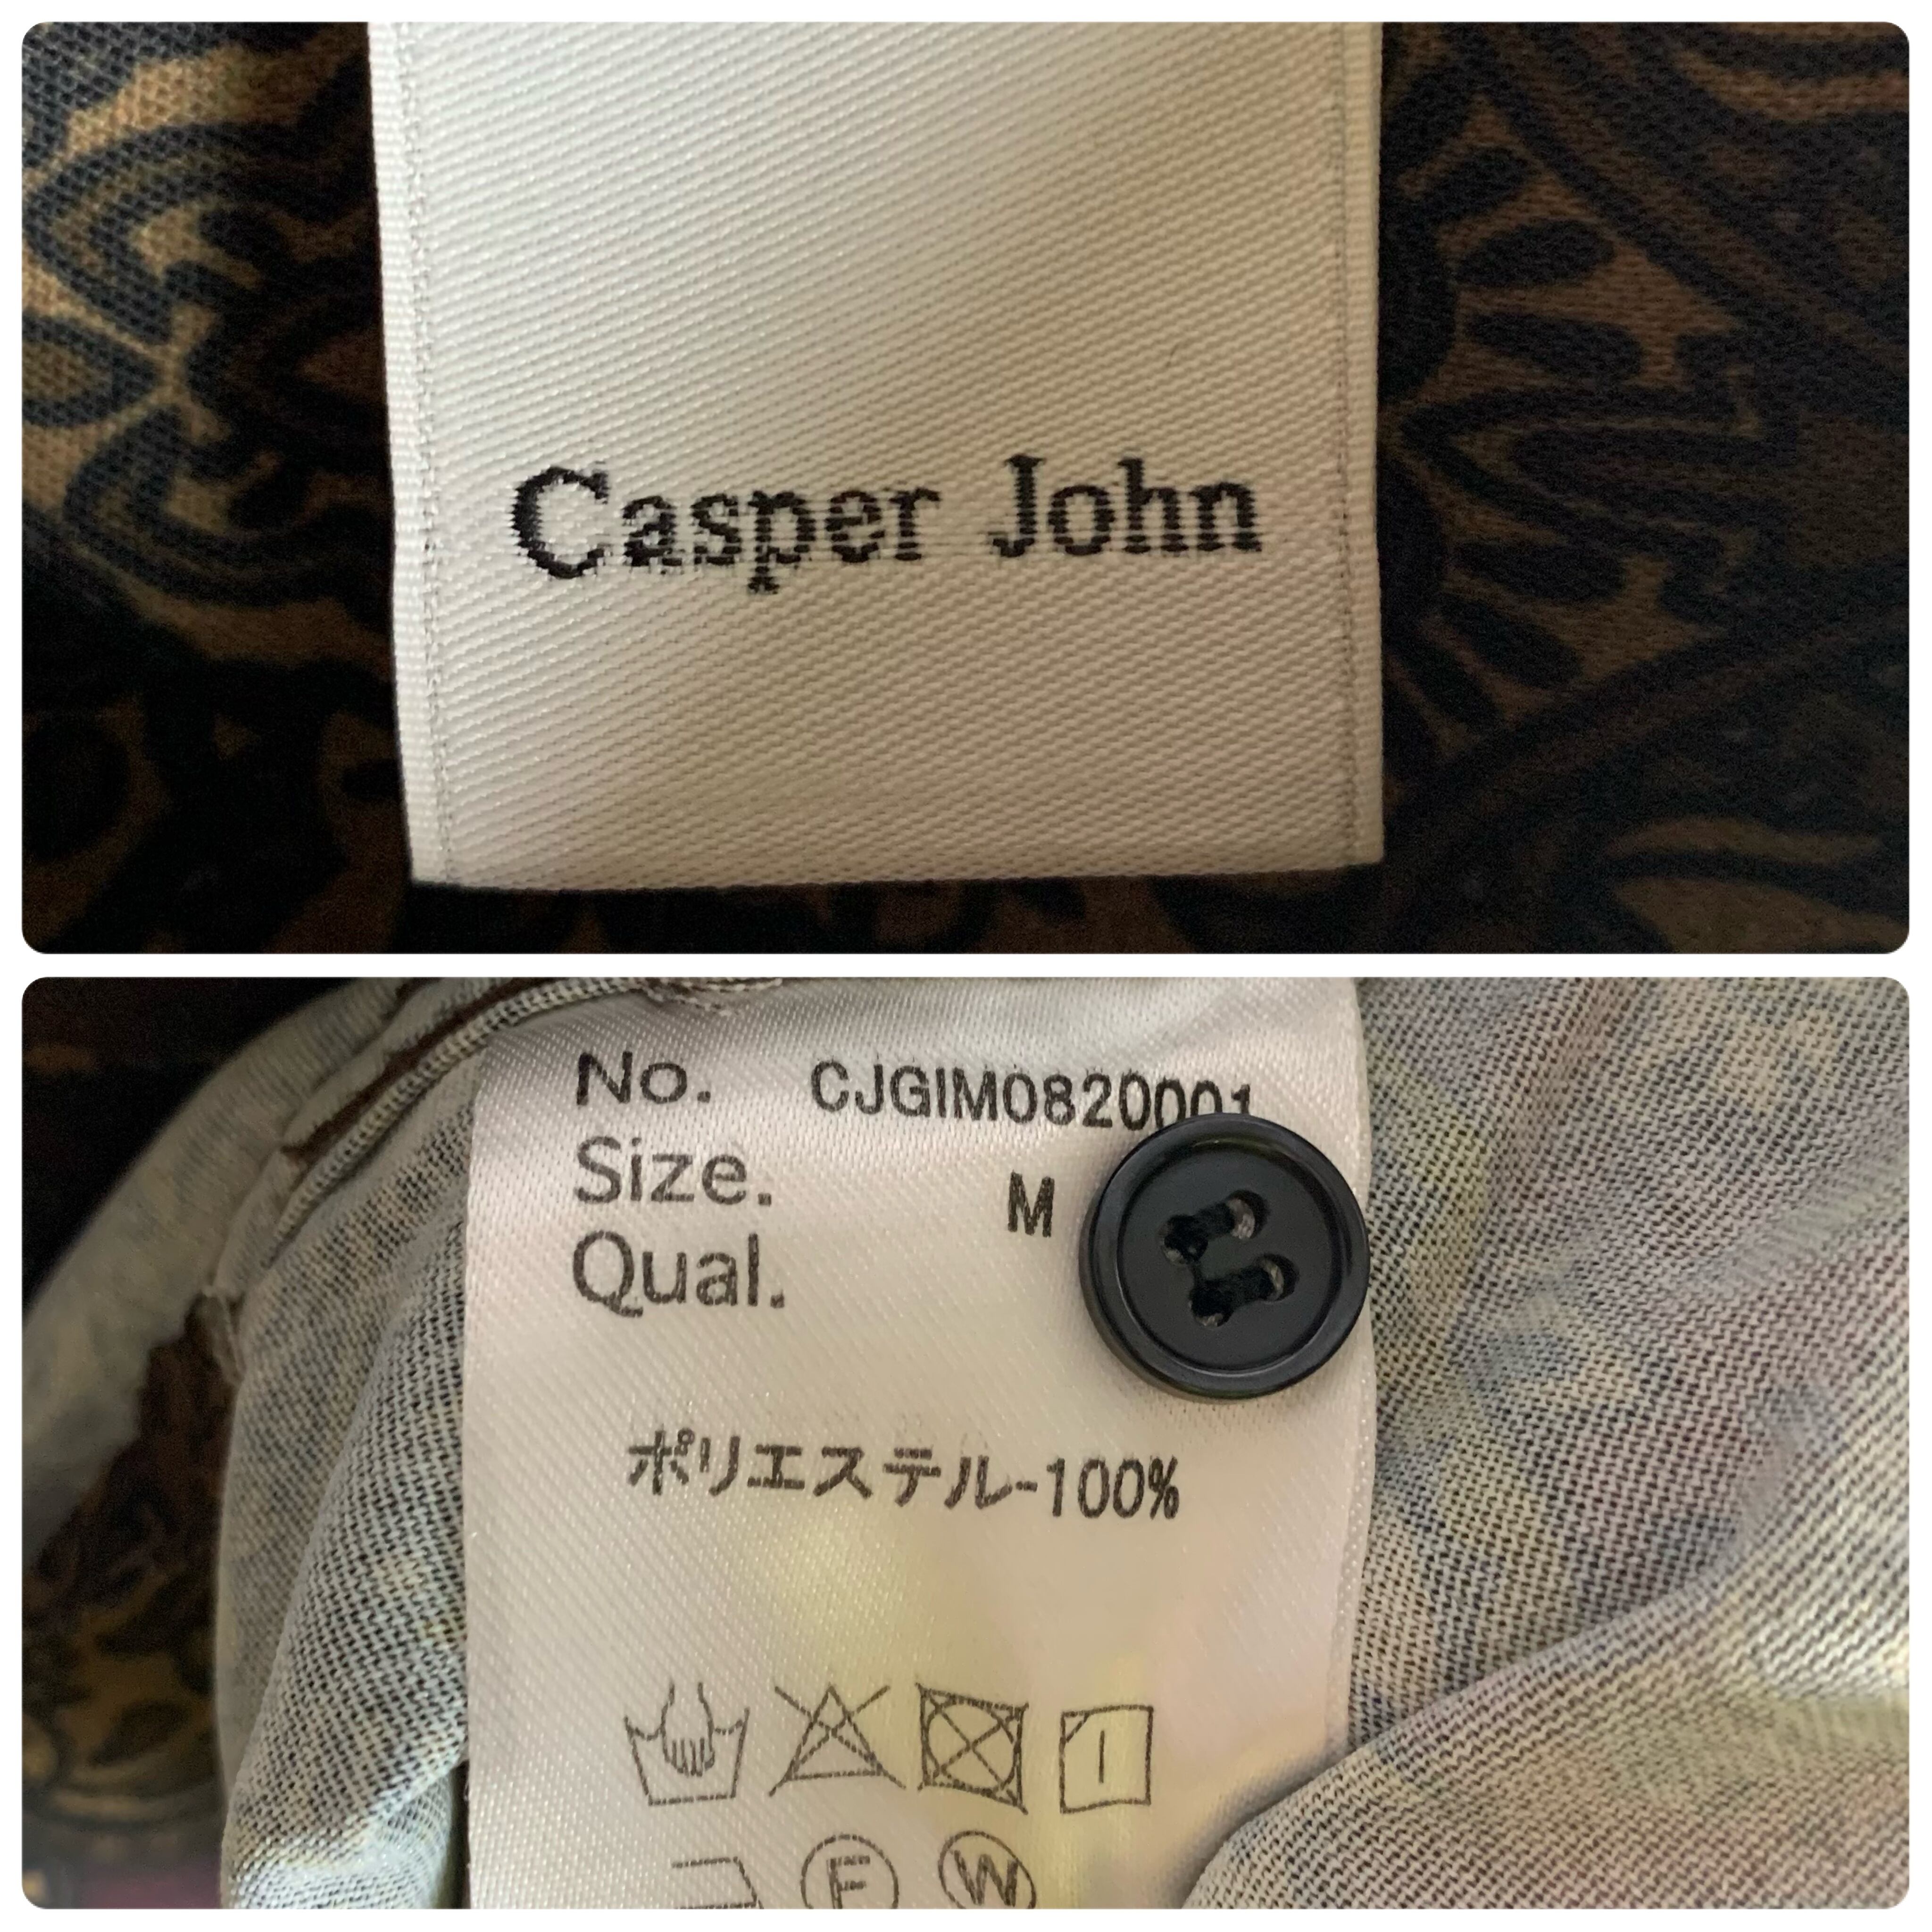 Casper John
No. CJGIM0820001
Size. M
Qual.
ポリエステル-100%
F W